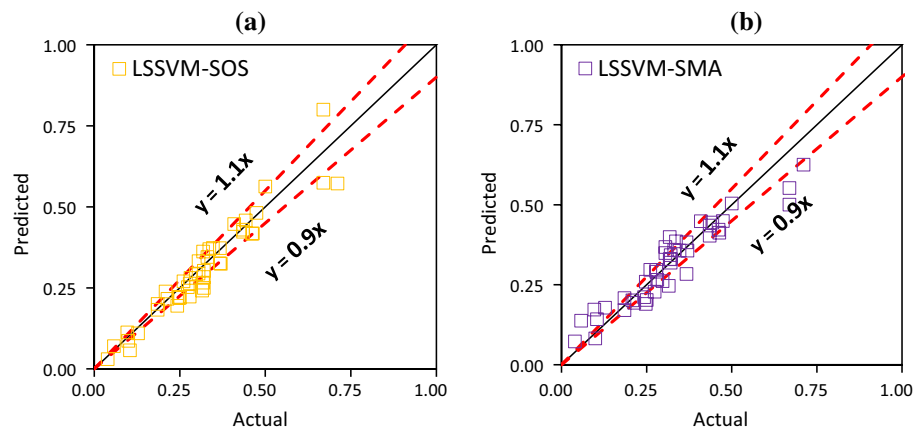 (a)
1.00
LSSVM-SOS
0.75
y = 1.1x
Predicted
0.50
y = 0.9x
0.25
0.00
0.00 0.25 0.50 0.75 1.00
Actual
(b)
1.00
LSSVM-SMA
0.75
y = 1.1x
Predicted
0.50
y = 0.9x
0.25
0.00
0.00 0.25 0.50 0.75 1.00
Actual